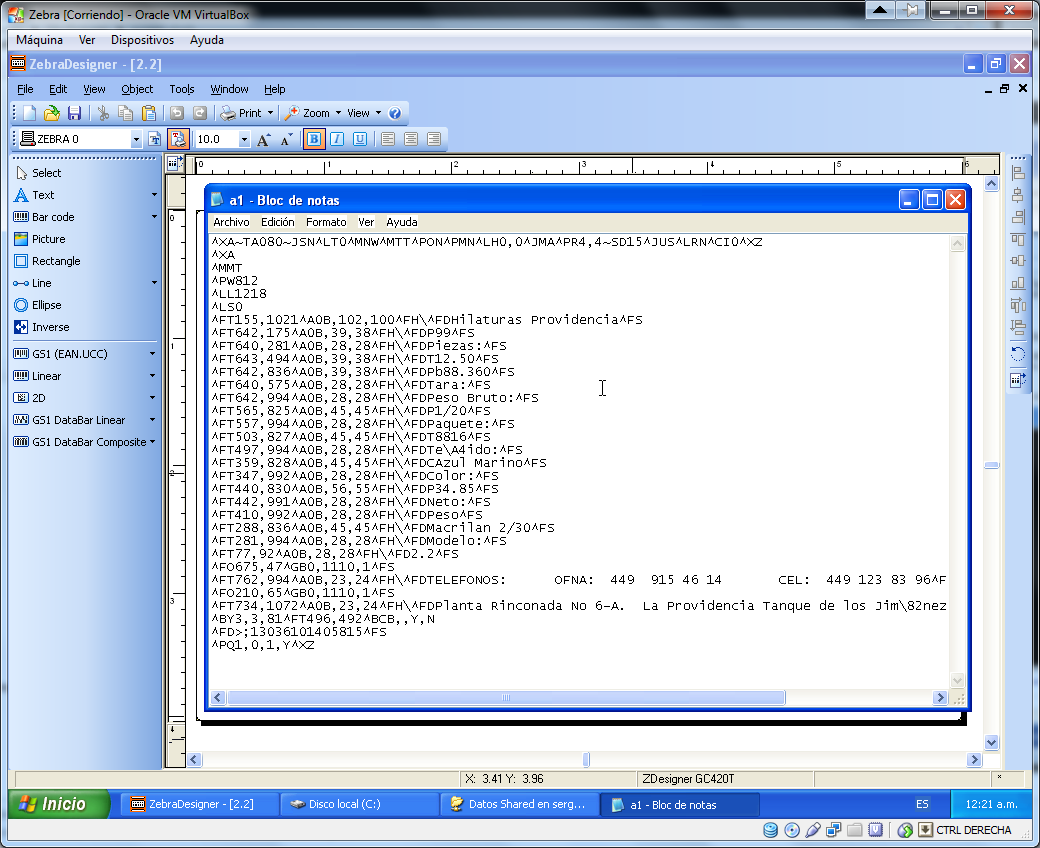 Zebra [Corriendo] - Oracle VM VirtualBox
Máquina Ver Dispositivos Ayuda
ZebraDesigner - [2.2]
File Edit View Object Tools Window Help
Print Zoom View
ZEBRA 0 10.0 B I U
Select
Text
Bar code
Picture
Rectangle
Line
Ellipse
Inverse
GS1 (EAN.UCC)
Linear
2D
GS1 DataBar Linear
GS1 DataBar Composite
0 1 2 3 4 5 6
0
1
2
3
4
a1 - Bloc de notas
Archivo Edición Formato Ver Ayuda
^XA~TA080~JSN^LT0^MNW^MTT^PON^PMN^LH0,0^JMA^PR4,4~SD15^JUS^LRN^CI0^XZ
^XA
^MMT
^PW812
^LL1218
^LS0
^FT155,1021^A0B,102,100^FH\^FDHilaturas Providencia^FS
^FT642,175^A0B,39,38^FH\^FDP99^FS
^FT640,281^A0B,28,28^FH\^FDPiezas:^FS
^FT643,494^A0B,39,38^FH\^FDT12.50^FS
^FT642,836^A0B,39,38^FH\^FDPb88.360^FS
^FT640,575^A0B,28,28^FH\^FDTara:^FS
^FT642,994^A0B,28,28^FH\^FDPeso Bruto:^FS
^FT565,825^A0B,45,45^FH\^FDP1/20^FS
^FT557,994^A0B,28,28^FH\^FDPaquete:^FS
^FT503,827^A0B,45,45^FH\^FDT8816^FS
^FT497,994^A0B,28,28^FH\^FDTe\A4ido:^FS
^FT359,828^A0B,45,45^FH\^FDCAzul Marino^FS
^FT347,992^A0B,28,28^FH\^FDColor:^FS
^FT440,830^A0B,56,55^FH\^FDP34.85^FS
^FT442,991^A0B,28,28^FH\^FDNeto:^FS
^FT410,992^A0B,28,28^FH\^FDPeso^FS
^FT288,836^A0B,45,45^FH\^FDMacrilan 2/30^FS
^FT281,994^A0B,28,28^FH\^FDModelo:^FS
^FT77,92^A0B,28,28^FH\^FD2.2^FS
^FO675,47^GB0,1110,1^FS
^FT762,994^A0B,23,24^FH\^FDTELEFONOS: OFNA: 449 915 46 14 CEL: 449 123 83 96^F
^FO210,65^GB0,1110,1^FS
^FT734,1072^A0B,23,24^FH\^FDPlanta Rinconada No 6-A. La Providencia Tanque de los Jim\82nez
^BY3,3,81^FT496,492^BCB,,Y,N
^FD>;13036101405815^FS
^PQ1,0,1,Y^XZ
X: 3.41 Y: 3.96 ZDesigner GC420T *
Inicio ZebraDesigner - [2.2] Disco local (C:) Datos Shared en serg... a1 - Bloc de notas ES 12:21 a.m.
CTRL DERECHA